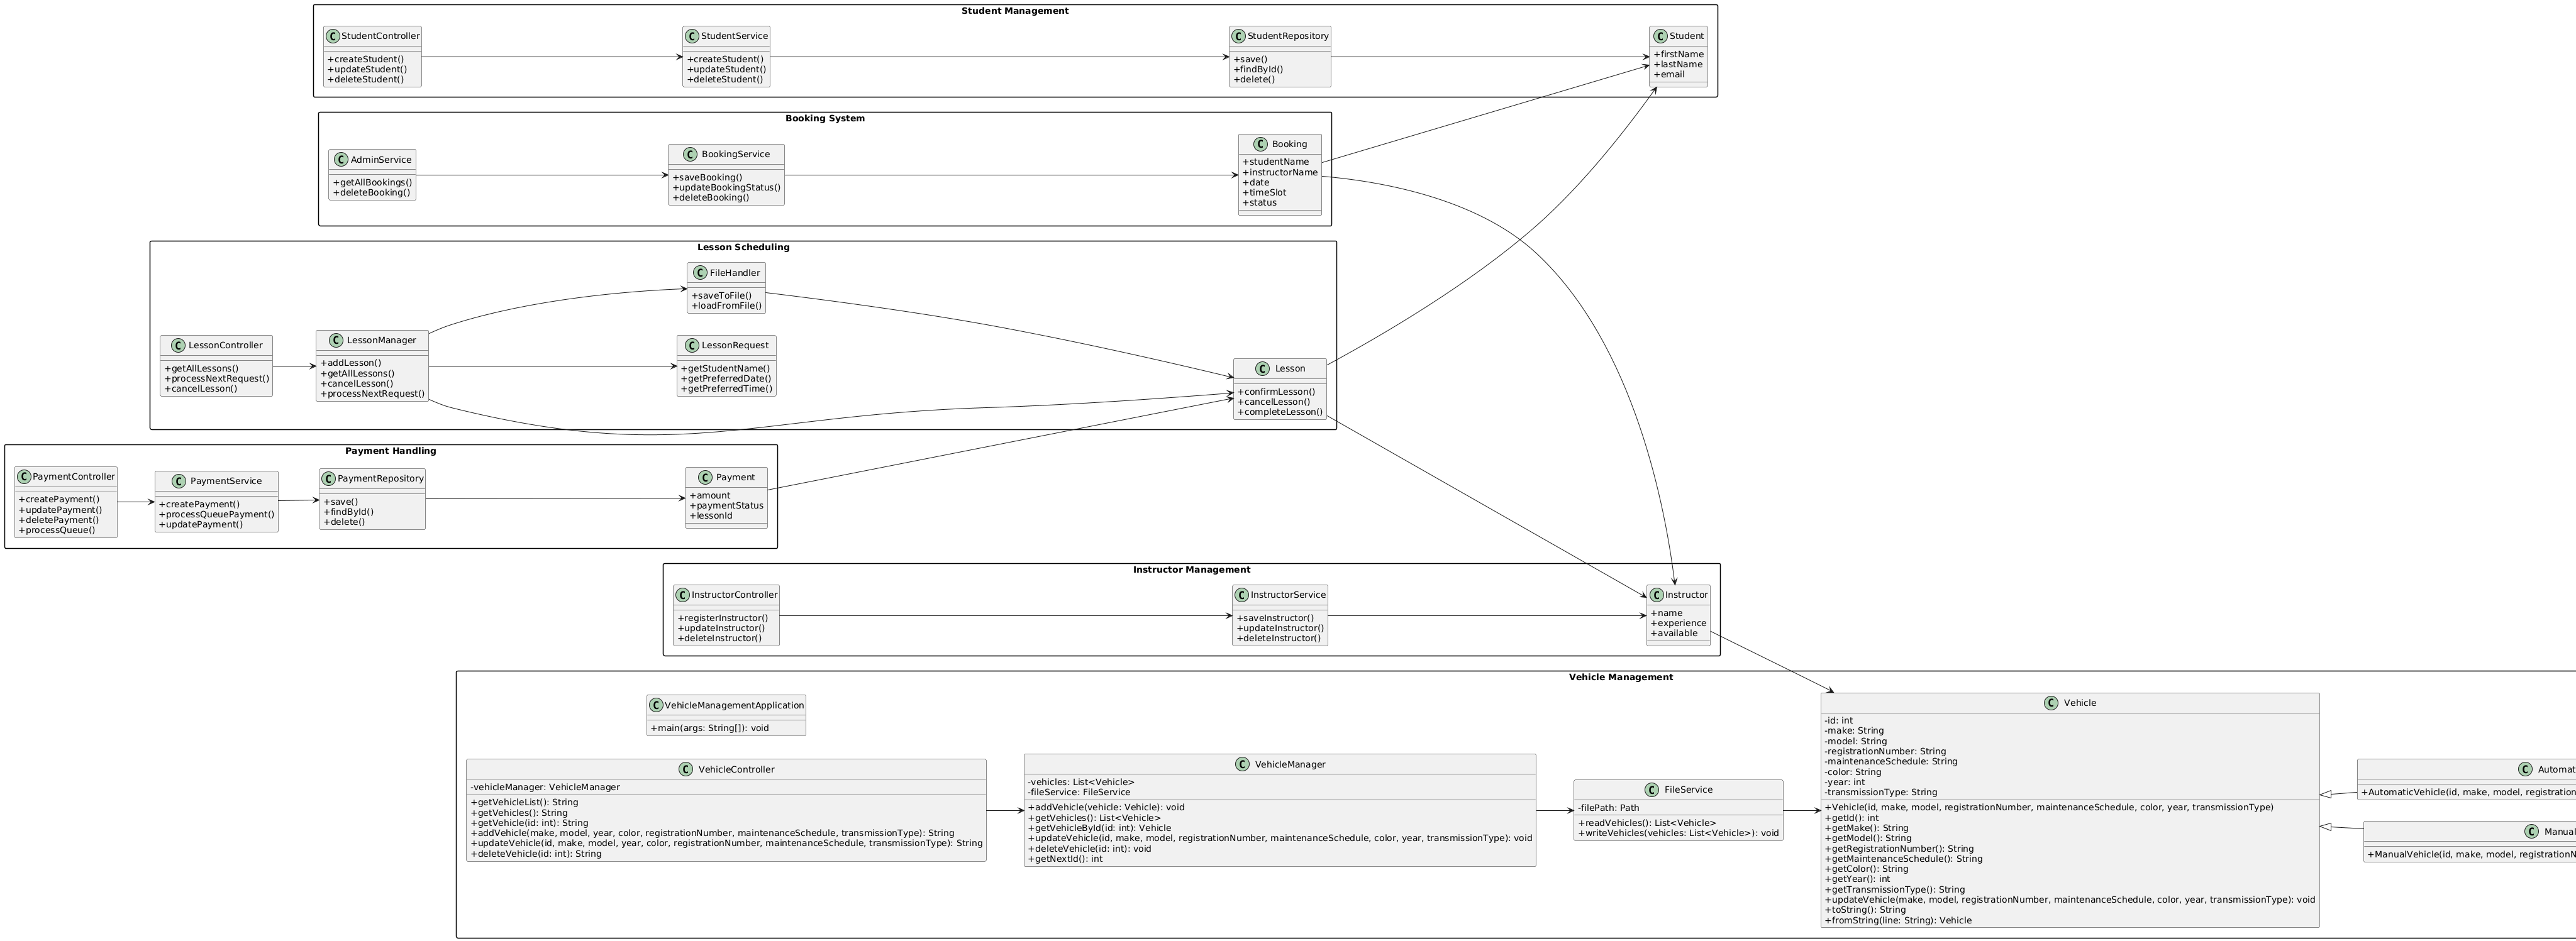 Student Management
C StudentController
+createStudent()
+updateStudent()
+deleteStudent()
C StudentService
+createStudent()
+updateStudent()
+deleteStudent()
C StudentRepository
+save()
+findById()
+delete()
C Student
+firstName
+lastName
+email
Booking System
C AdminService
+getAllBookings()
+deleteBooking()
C BookingService
+saveBooking()
+updateBookingStatus()
+deleteBooking()
C Booking
+studentName
+instructorName
+date
+timeSlot
+status
Lesson Scheduling
C FileHandler
+saveToFile()
+loadFromFile()
C LessonController
+getAllLessons()
+processNextRequest()
+cancelLesson()
C LessonManager
+addLesson()
+getAllLessons()
+cancelLesson()
+processNextRequest()
C LessonRequest
+getStudentName()
+getPreferredDate()
+getPreferredTime()
C Lesson
+confirmLesson()
+cancelLesson()
+completeLesson()
Payment Handling
C PaymentController
+createPayment()
+updatePayment()
+deletePayment()
+processQueue()
C PaymentService
+createPayment()
+processQueuePayment()
+updatePayment()
C PaymentRepository
+save()
+findById()
+delete()
C Payment
+amount
+paymentStatus
+lessonId
Instructor Management
C InstructorController
+registerInstructor()
+updateInstructor()
+deleteInstructor()
C InstructorService
+saveInstructor()
+updateInstructor()
+deleteInstructor()
C Instructor
+name
+experience
+available
Vehicle Management
C VehicleManagementApplication
+main(args: String[]): void
C VehicleController
-vehicleManager: VehicleManager
+getVehicleList(): String
+getVehicles(): String
+getVehicle(id: int): String
+addVehicle(make, model, year, color, registrationNumber, maintenanceSchedule, transmissionType): String
+updateVehicle(id, make, model, year, color, registrationNumber, maintenanceSchedule, transmissionType): String
+deleteVehicle(id: int): String
C VehicleManager
-vehicles: List<Vehicle>
-fileService: FileService
+addVehicle(vehicle: Vehicle): void
+getVehicles(): List<Vehicle>
+getVehicleById(id: int): Vehicle
+updateVehicle(id, make, model, registrationNumber, maintenanceSchedule, color, year, transmissionType): void
+deleteVehicle(id: int): void
+getNextId(): int
C FileService
-filePath: Path
+readVehicles(): List<Vehicle>
+writeVehicles(vehicles: List<Vehicle>): void
C Vehicle
-id: int
-make: String
-model: String
-registrationNumber: String
-maintenanceSchedule: String
-color: String
-year: int
-transmissionType: String
+Vehicle(id, make, model, registrationNumber, maintenanceSchedule, color, year, transmissionType)
+getId(): int
+getMake(): String
+getModel(): String
+getRegistrationNumber(): String
+getMaintenanceSchedule(): String
+getColor(): String
+getYear(): int
+getTransmissionType(): String
+updateVehicle(make, model, registrationNumber, maintenanceSchedule, color, year, transmissionType): void
+toString(): String
+fromString(line: String): Vehicle
C Automat
+AutomaticVehicle(id, make, model, registration
C Manual
+ManualVehicle(id, make, model, registrationN